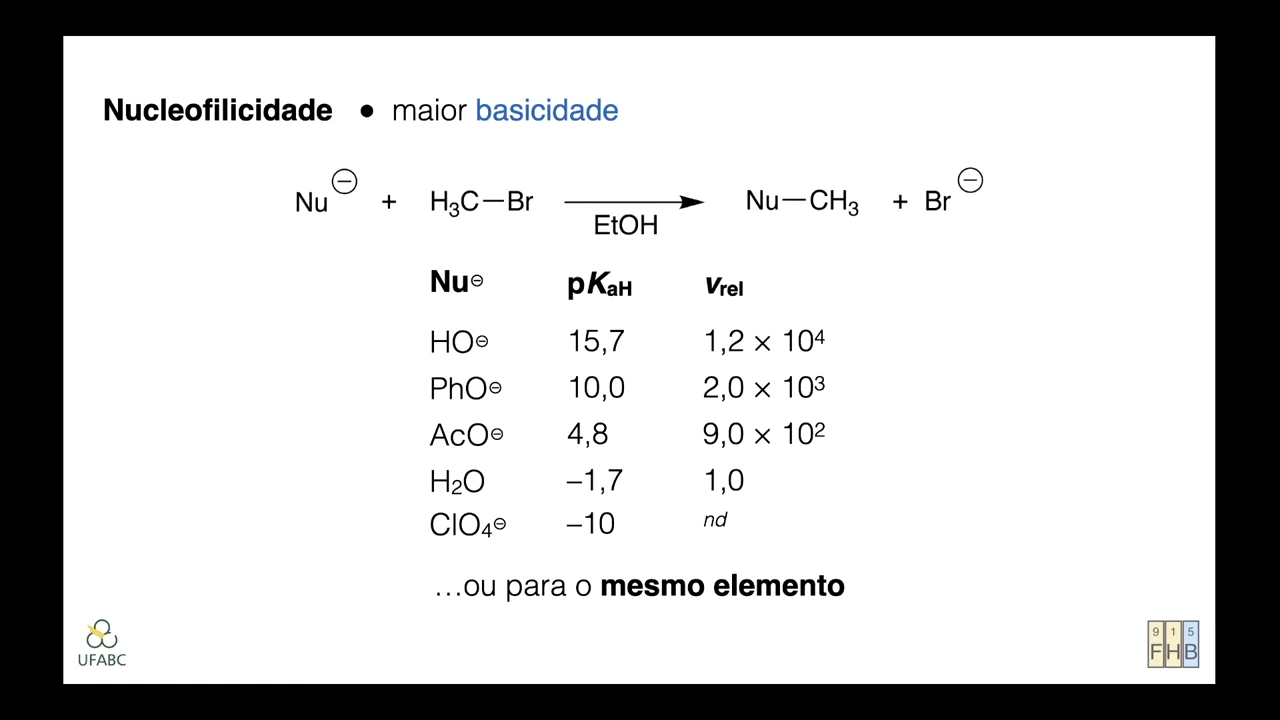 Nucleofilicidade • maior basicidade
Nu⊖ + H₃C—Br → Nu—CH₃ + Br⊖
EtOH
Nu⊖ pKaH vrel
HO⊖ 15,7 1,2 × 10⁴
PhO⊖ 10,0 2,0 × 10³
AcO⊖ 4,8 9,0 × 10²
H₂O –1,7 1,0
ClO₄⊖ –10 nd
...ou para o mesmo elemento
UFABC
9 1 5
F H B